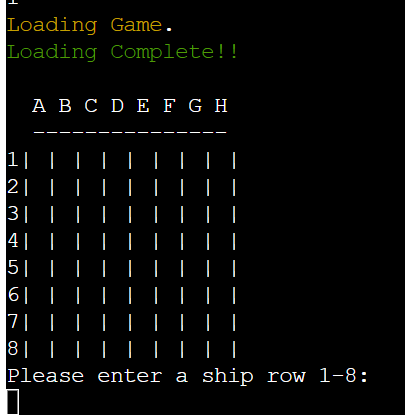 Loading Game.
Loading Complete!!
A B C D E F G H
---------------
1| | | | | | | | |
2| | | | | | | | |
3| | | | | | | | |
4| | | | | | | | |
5| | | | | | | | |
6| | | | | | | | |
7| | | | | | | | |
8| | | | | | | | |
Please enter a ship row 1-8: